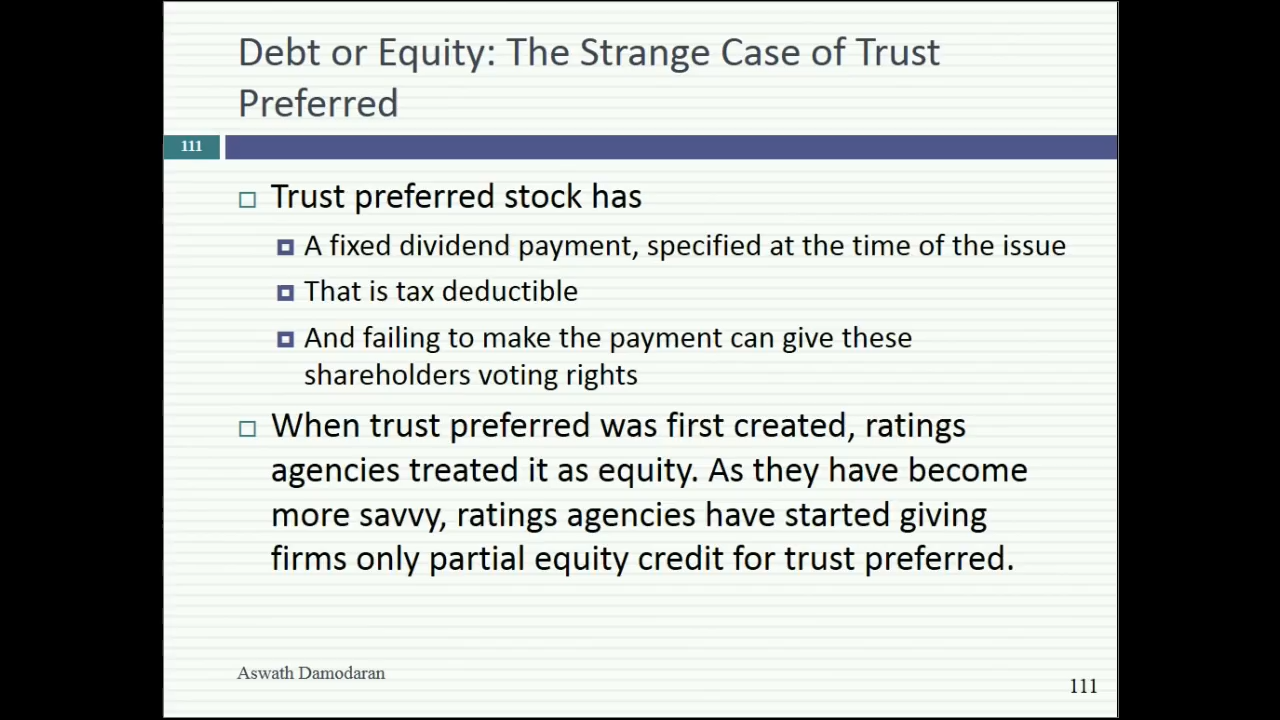 Debt or Equity: The Strange Case of Trust
Preferred
111
Trust preferred stock has
A fixed dividend payment, specified at the time of the issue
That is tax deductible
And failing to make the payment can give these
shareholders voting rights
When trust preferred was first created, ratings
agencies treated it as equity. As they have become
more savvy, ratings agencies have started giving
firms only partial equity credit for trust preferred.
Aswath Damodaran
111